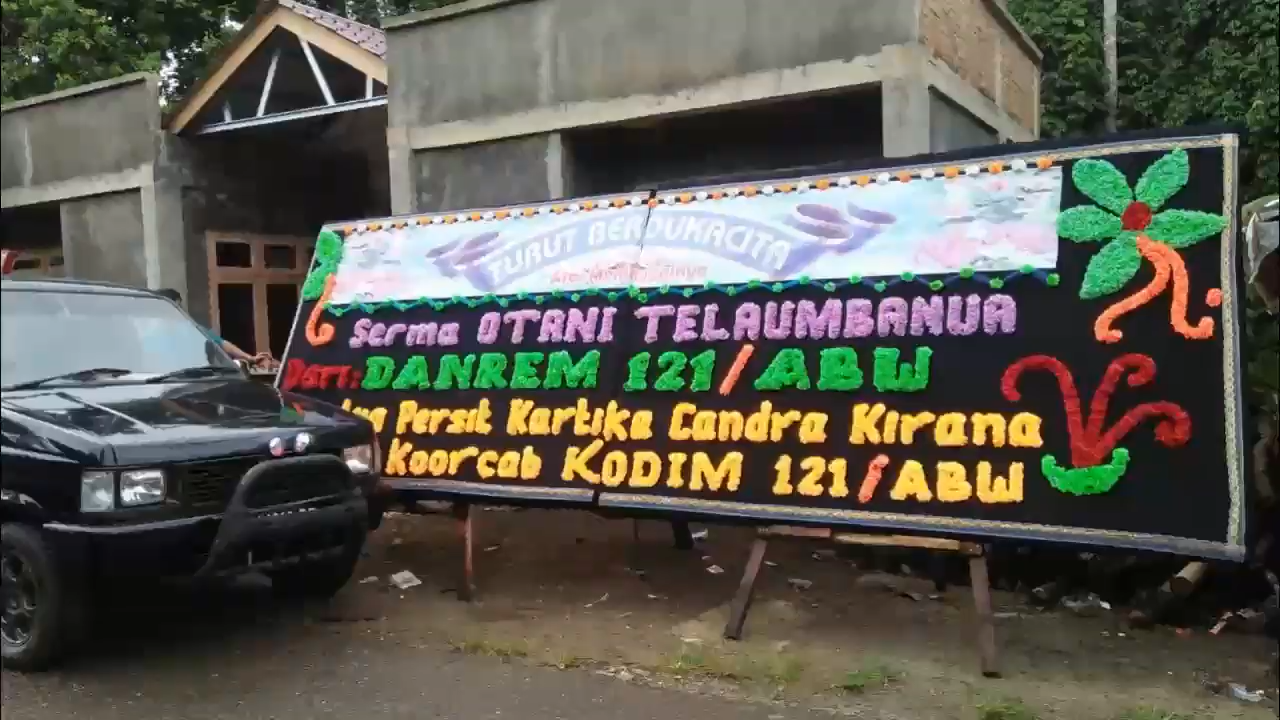 TURUT BERDUKACITA
Serma OTANI TELAUMBANUA
Dari: DANREM 121/ABW
Persit Kartika Candra Kirana
Koorcab KODIM 121/ABW